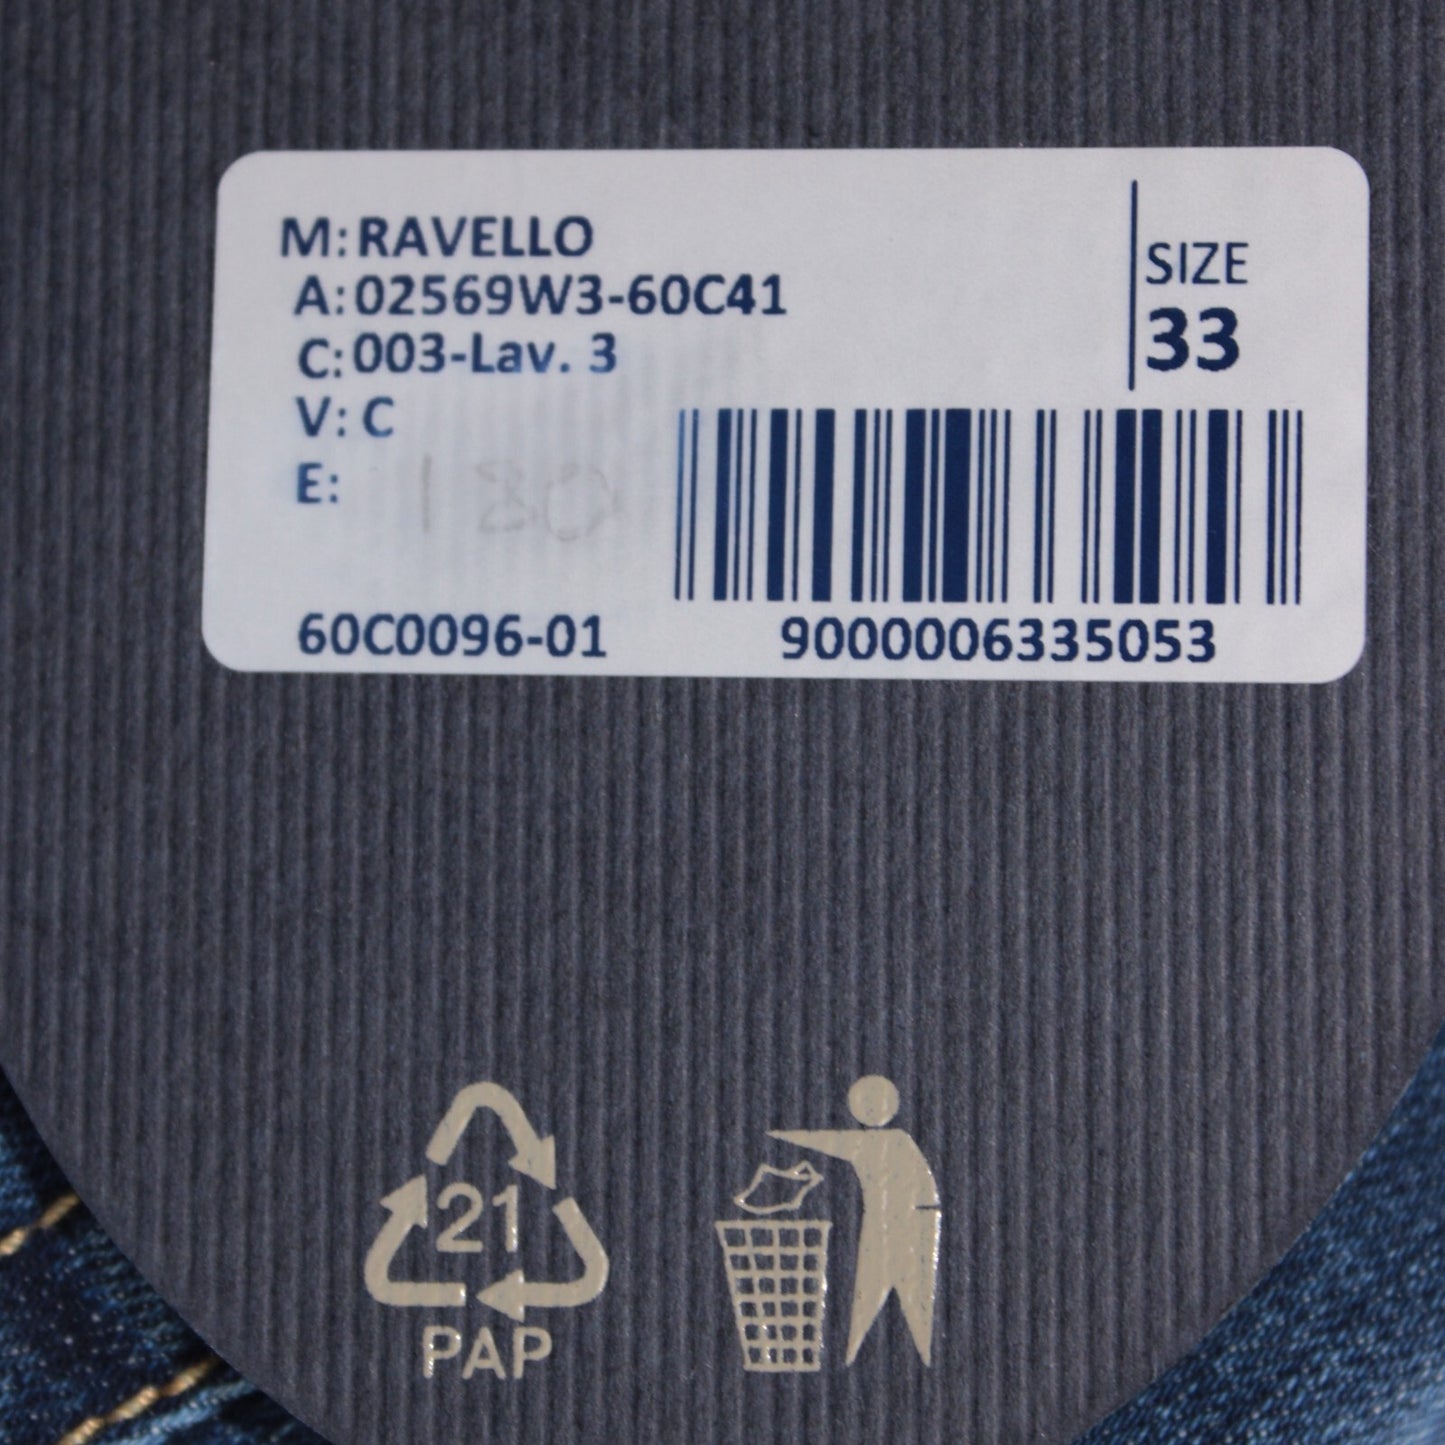 M: RAVELLO
A: 02569W3-60C41
C: 003-Lav. 3
V: C
E: 180
SIZE
33
60C0096-01
9000006335053
21
PAP